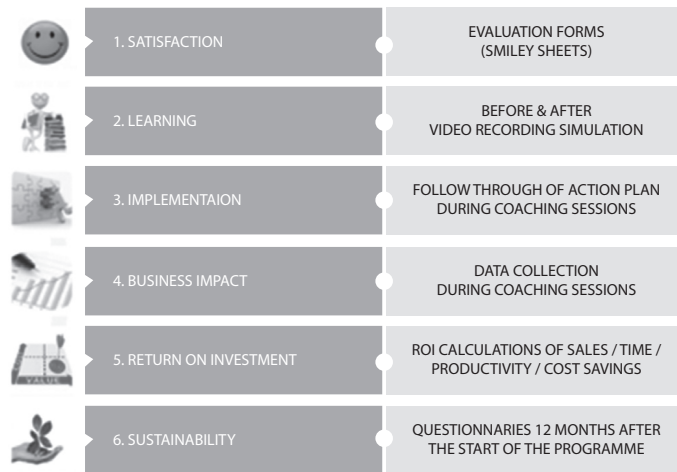 1. SATISFACTION
EVALUATION FORMS
(SMILEY SHEETS)
2. LEARNING
BEFORE & AFTER
VIDEO RECORDING SIMULATION
3. IMPLEMENTAION
FOLLOW THROUGH OF ACTION PLAN
DURING COACHING SESSIONS
4. BUSINESS IMPACT
DATA COLLECTION
DURING COACHING SESSIONS
VALUE
5. RETURN ON INVESTMENT
ROI CALCULATIONS OF SALES / TIME /
PRODUCTIVITY / COST SAVINGS
6. SUSTAINABILITY
QUESTIONNARIES 12 MONTHS AFTER
THE START OF THE PROGRAMME